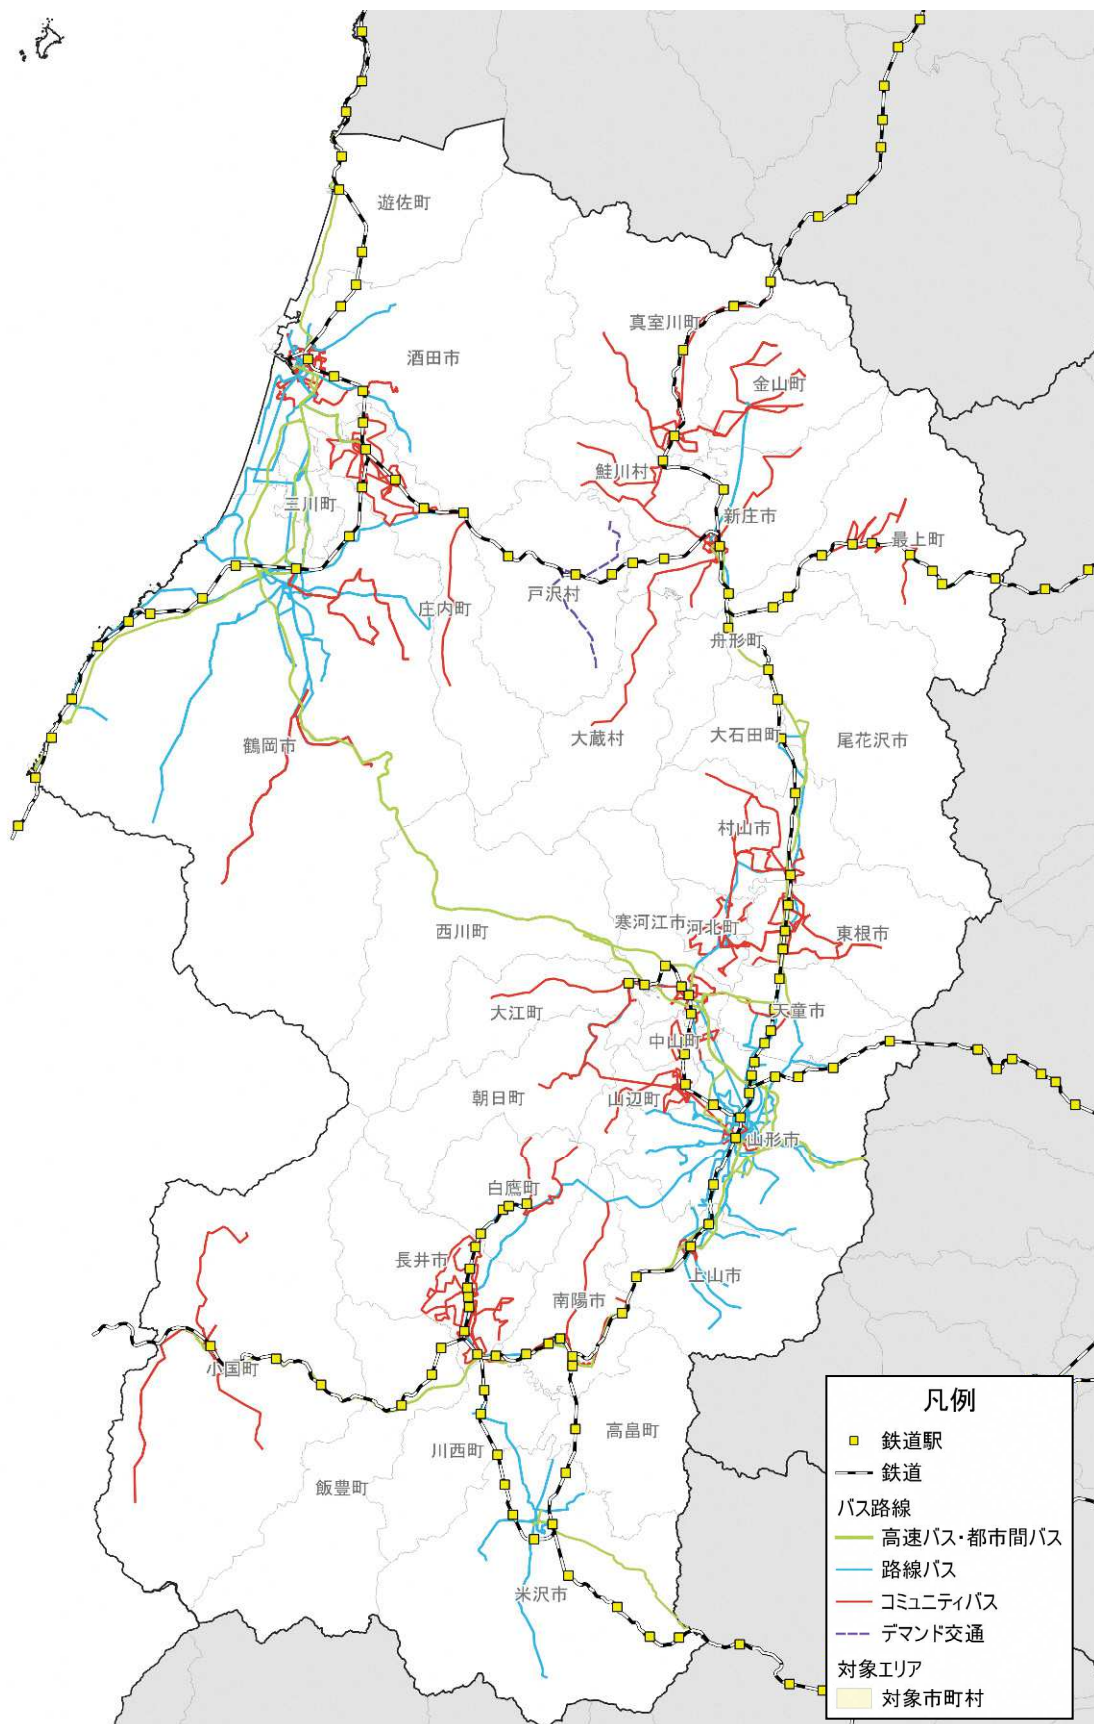 遊佐町
真室川町
酒田市
金山町
鮭川村
三川町
新庄市
最上町
戸沢村
庄内町
舟形町
大蔵村
大石田町
尾花沢市
鶴岡市
村山市
寒河江市
河北町
東根市
西川町
大江町
天童市
中山町
朝日町
山辺町
山形市
白鷹町
長井市
上山市
南陽市
小国町
高畠町
川西町
飯豊町
米沢市
凡例
鉄道駅
鉄道
バス路線
高速バス・都市間バス
路線バス
コミュニティバス
デマンド交通
対象エリア
対象市町村